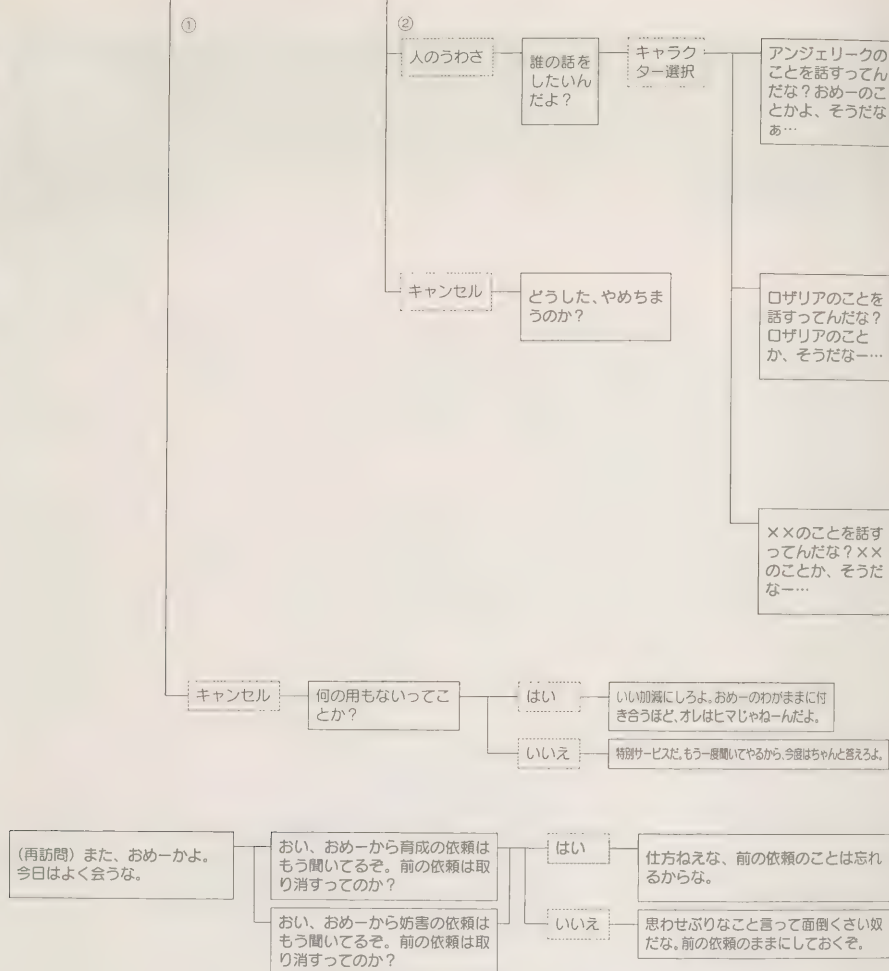 ①
②
人のうわさ
誰の話を
したいん
だよ？
キャラク
ター選択
アンジェリークの
ことを話すってん
だな？おめーのこ
とかよ、そうだな
ぁ…
キャンセル
どうした、やめちま
うのか？
ロザリアのことを
話すってんだな？
ロザリアのこと
か、そうだなー…
××のことを話す
ってんだな？××
のことか、そうだ
なー…
キャンセル
何の用もないってこ
とか？
はい
いい加減にしろよ。おめーのわがままに付
き合うほど、オレはヒマじゃねーんだよ。
いいえ
特別サービスだ。もう一度聞いてやるから、今度はちゃんと答えろよ。
（再訪問）また、おめーかよ。
今日はよく会うな。
おい、おめーから育成の依頼は
もう聞いてるぞ。前の依頼は取
り消すってのか？
おい、おめーから妨害の依頼は
もう聞いてるぞ。前の依頼は取
り消すってのか？
はい
仕方ねえな、前の依頼のことは忘れ
るからな。
いいえ
思わせぶりなこと言って面倒くさい奴
だな。前の依頼のままにしておくぞ。